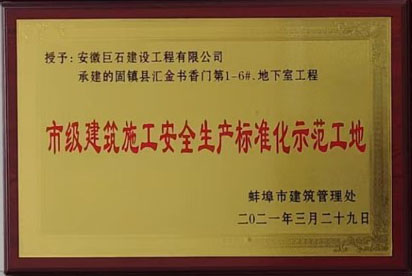 授予：安徽巨石建设工程有限公司
承建的固镇县汇金书香门第1-6#.地下室工程
市级建筑施工安全生产标准化示范工地
蚌埠市建筑管理处
二〇二一年三月二十九日